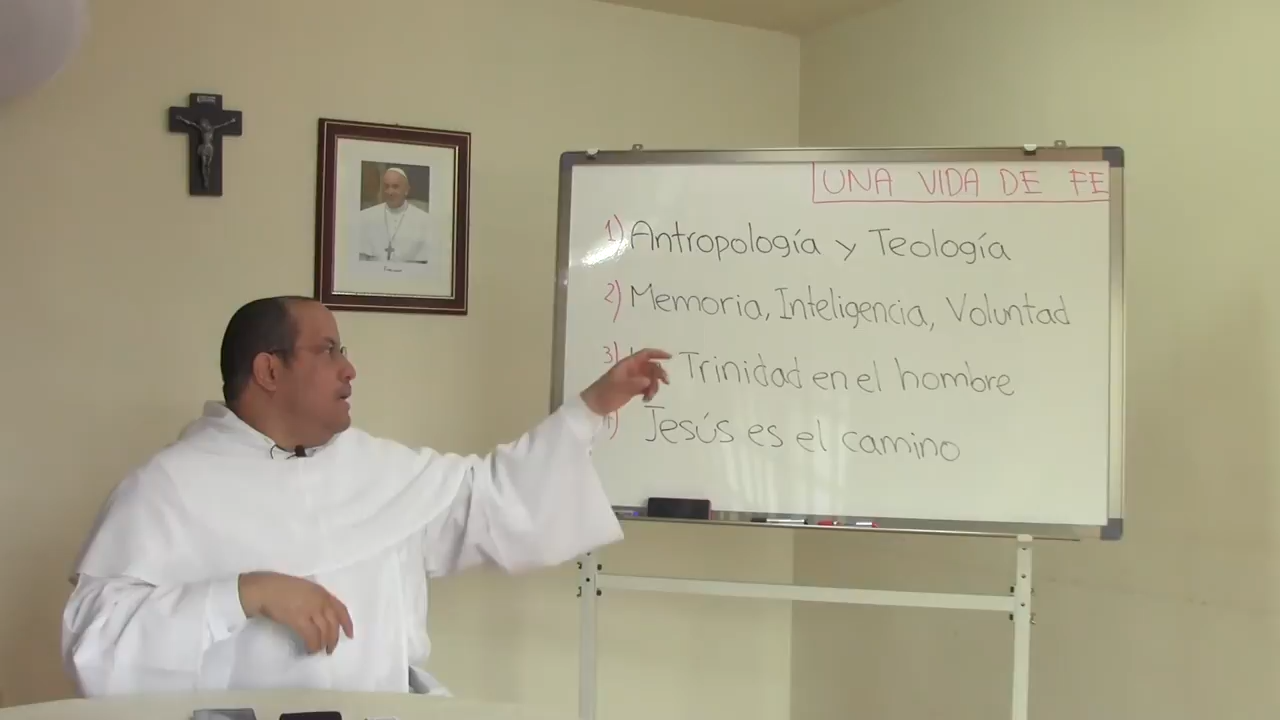 UNA VIDA DE FE
1) Antropología y Teología
2) Memoria, Inteligencia, Voluntad
3) Trinidad en el hombre
4) Jesús es el camino